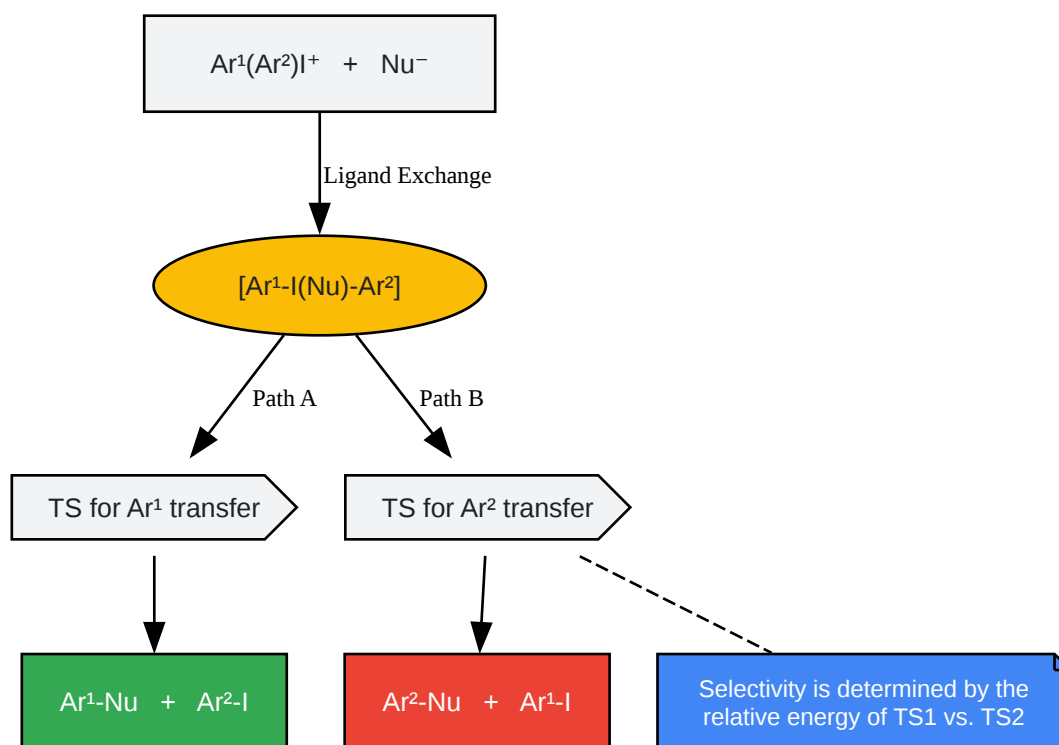 Ar¹(Ar²)I⁺ + Nu⁻
Ligand Exchange
[Ar¹-I(Nu)-Ar²]
Path A
Path B
TS for Ar¹ transfer
TS for Ar² transfer
Ar¹-Nu + Ar²-I
Ar²-Nu + Ar¹-I
Selectivity is determined by the
relative energy of TS1 vs. TS2